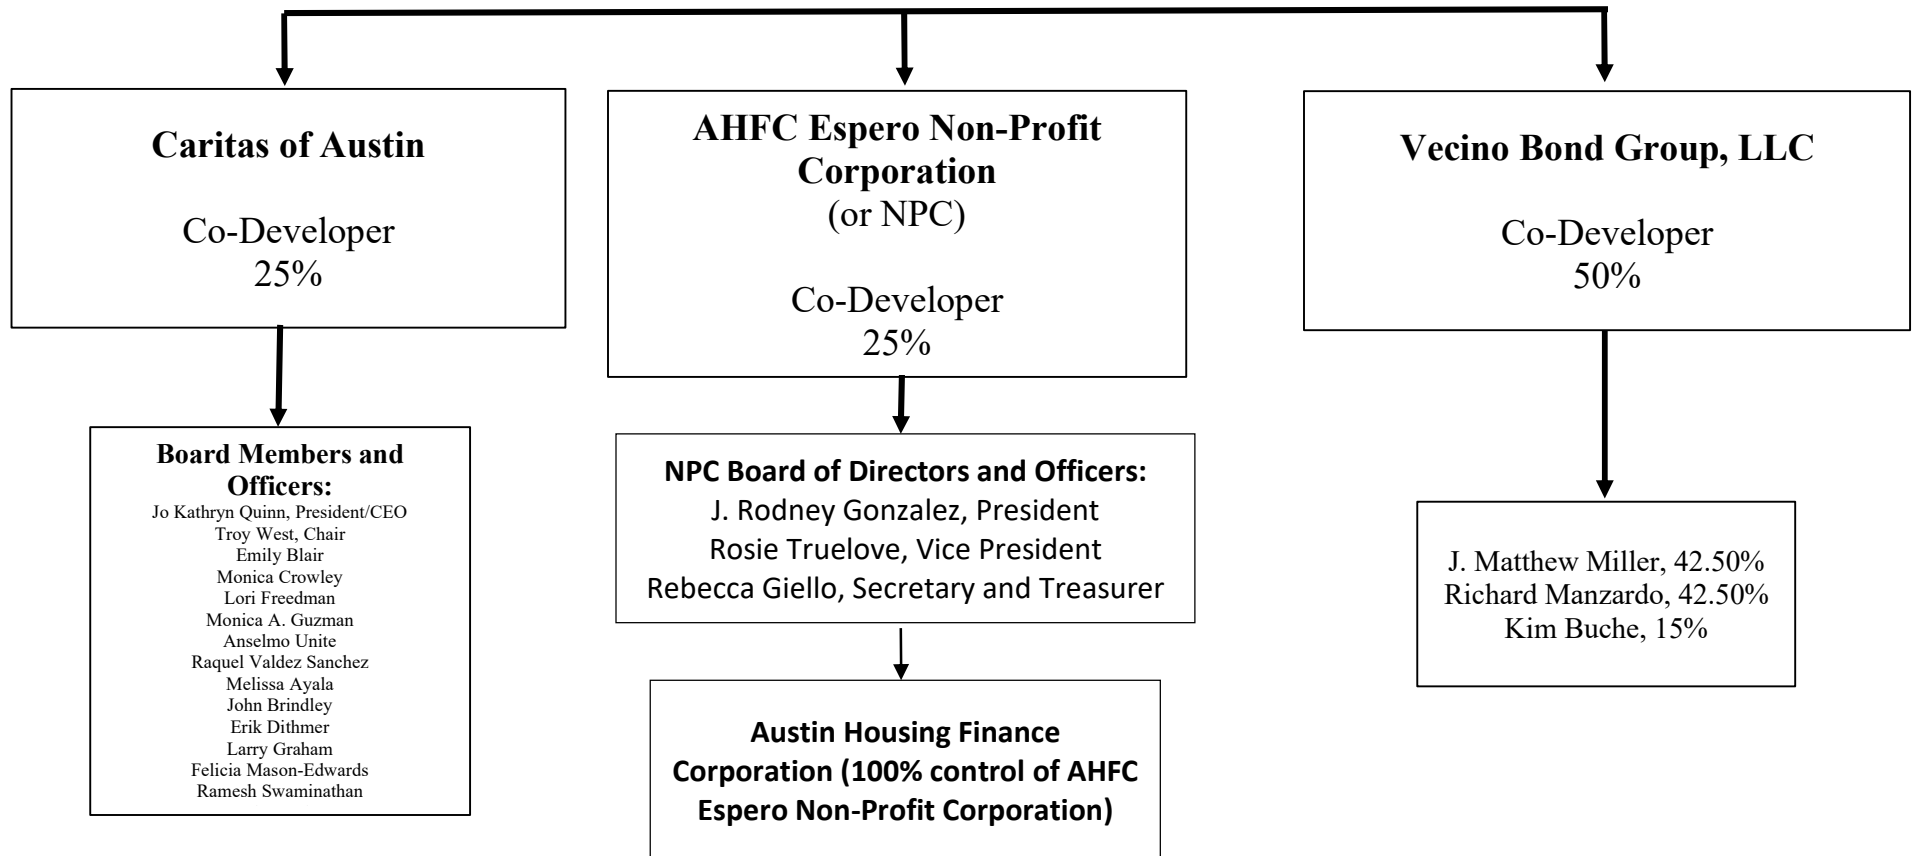 Caritas of Austin
Co-Developer
25%
Board Members and
Officers:
Jo Kathryn Quinn, President/CEO
Troy West, Chair
Emily Blair
Monica Crowley
Lori Freedman
Monica A. Guzman
Anselmo Unite
Raquel Valdez Sanchez
Melissa Ayala
John Brindley
Erik Dithmer
Larry Graham
Felicia Mason-Edwards
Ramesh Swaminathan
AHFC Espero Non-Profit
Corporation
(or NPC)
Co-Developer
25%
NPC Board of Directors and Officers:
J. Rodney Gonzalez, President
Rosie Truelove, Vice President
Rebecca Giello, Secretary and Treasurer
Austin Housing Finance
Corporation (100% control of AHFC
Espero Non-Profit Corporation)
Vecino Bond Group, LLC
Co-Developer
50%
J. Matthew Miller, 42.50%
Richard Manzardo, 42.50%
Kim Buche, 15%